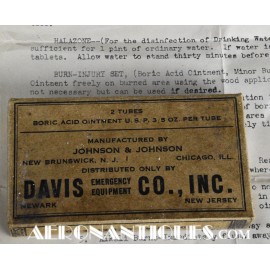 HALAZONE--(For the disinfection of Drinking Wate
sufficient for 1 pint of ordinary water. If water
tablets. Allow water to stand thirty minutes before
BURN-INJURY SET, (Boric Acid Ointment, Minor Bu
Ointment freely on burned area using the wood appl
not necessary but can be used if desired.
2 TUBES
BORIC ACID OINTMENT U. S. P. 3.5 OZ. PER TUBE
MANUFACTURED BY
JOHNSON & JOHNSON
NEW BRUNSWICK, N. J. CHICAGO, ILL.
DISTRIBUTED ONLY BY
DAVIS EMERGENCY EQUIPMENT CO., INC.
NEWARK NEW JERSEY
AERONANTIQUES.COM